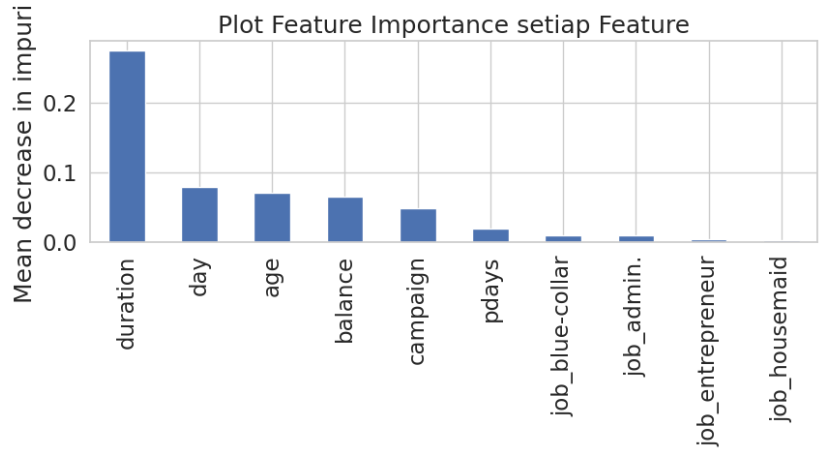 Plot Feature Importance setiap Feature
Mean decrease in impuri
0.2
0.1
0.0
duration
day
age
balance
campaign
pdays
job_blue-collar
job_admin.
job_entrepreneur
job_housemaid